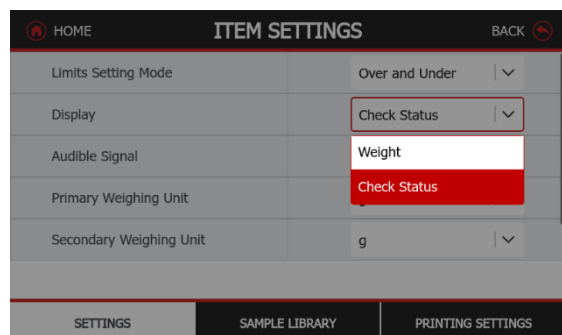 HOME ITEM SETTINGS BACK
Limits Setting Mode Over and Under
Display Check Status
Weight
Audible Signal
Check Status
Primary Weighing Unit
Secondary Weighing Unit g
SETTINGS SAMPLE LIBRARY PRINTING SETTINGS